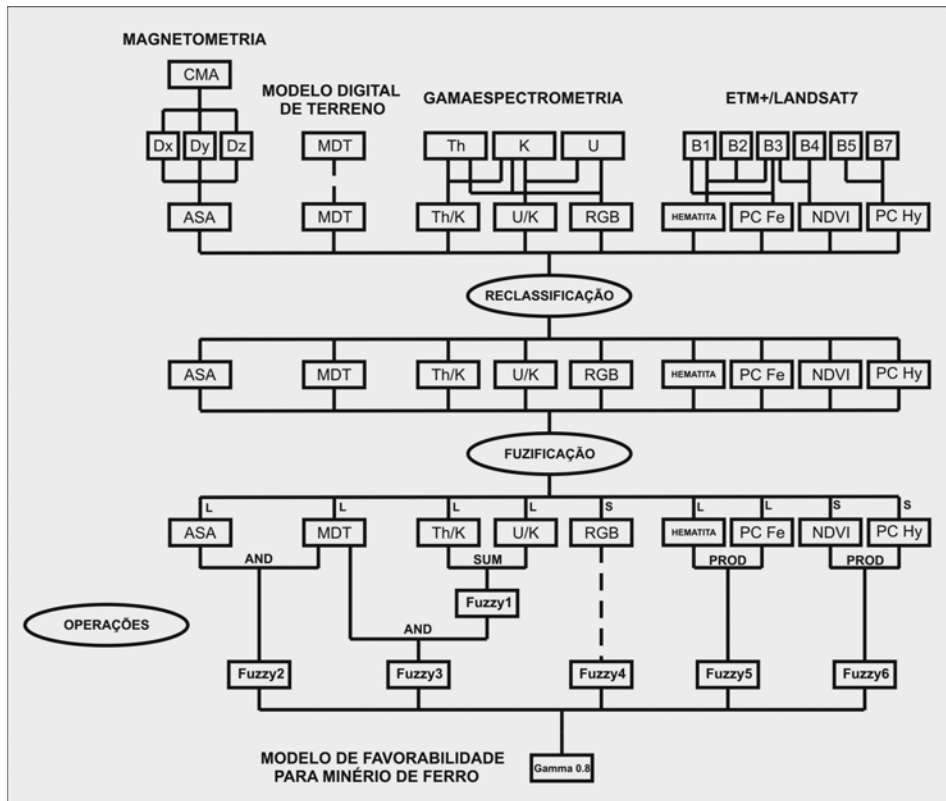 MAGNETOMETRIA
CMA
MODELO DIGITAL
DE TERRENO
GAMAESPECTROMETRIA
ETM+/LANDSAT7
Dx Dy Dz MDT Th K U B1 B2 B3 B4 B5 B7
ASA MDT Th/K U/K RGB HEMATITA PC Fe NDVI PC Hy
RECLASSIFICAÇÃO
ASA MDT Th/K U/K RGB HEMATITA PC Fe NDVI PC Hy
FUZIFICAÇÃO
L L L L S L L S S
ASA MDT Th/K U/K RGB HEMATITA PC Fe NDVI PC Hy
AND SUM PROD PROD
Fuzzy1
OPERAÇÕES
AND
Fuzzy2 Fuzzy3 Fuzzy4 Fuzzy5 Fuzzy6
MODELO DE FAVORABILIDADE
PARA MINÉRIO DE FERRO
Gamma 0.8